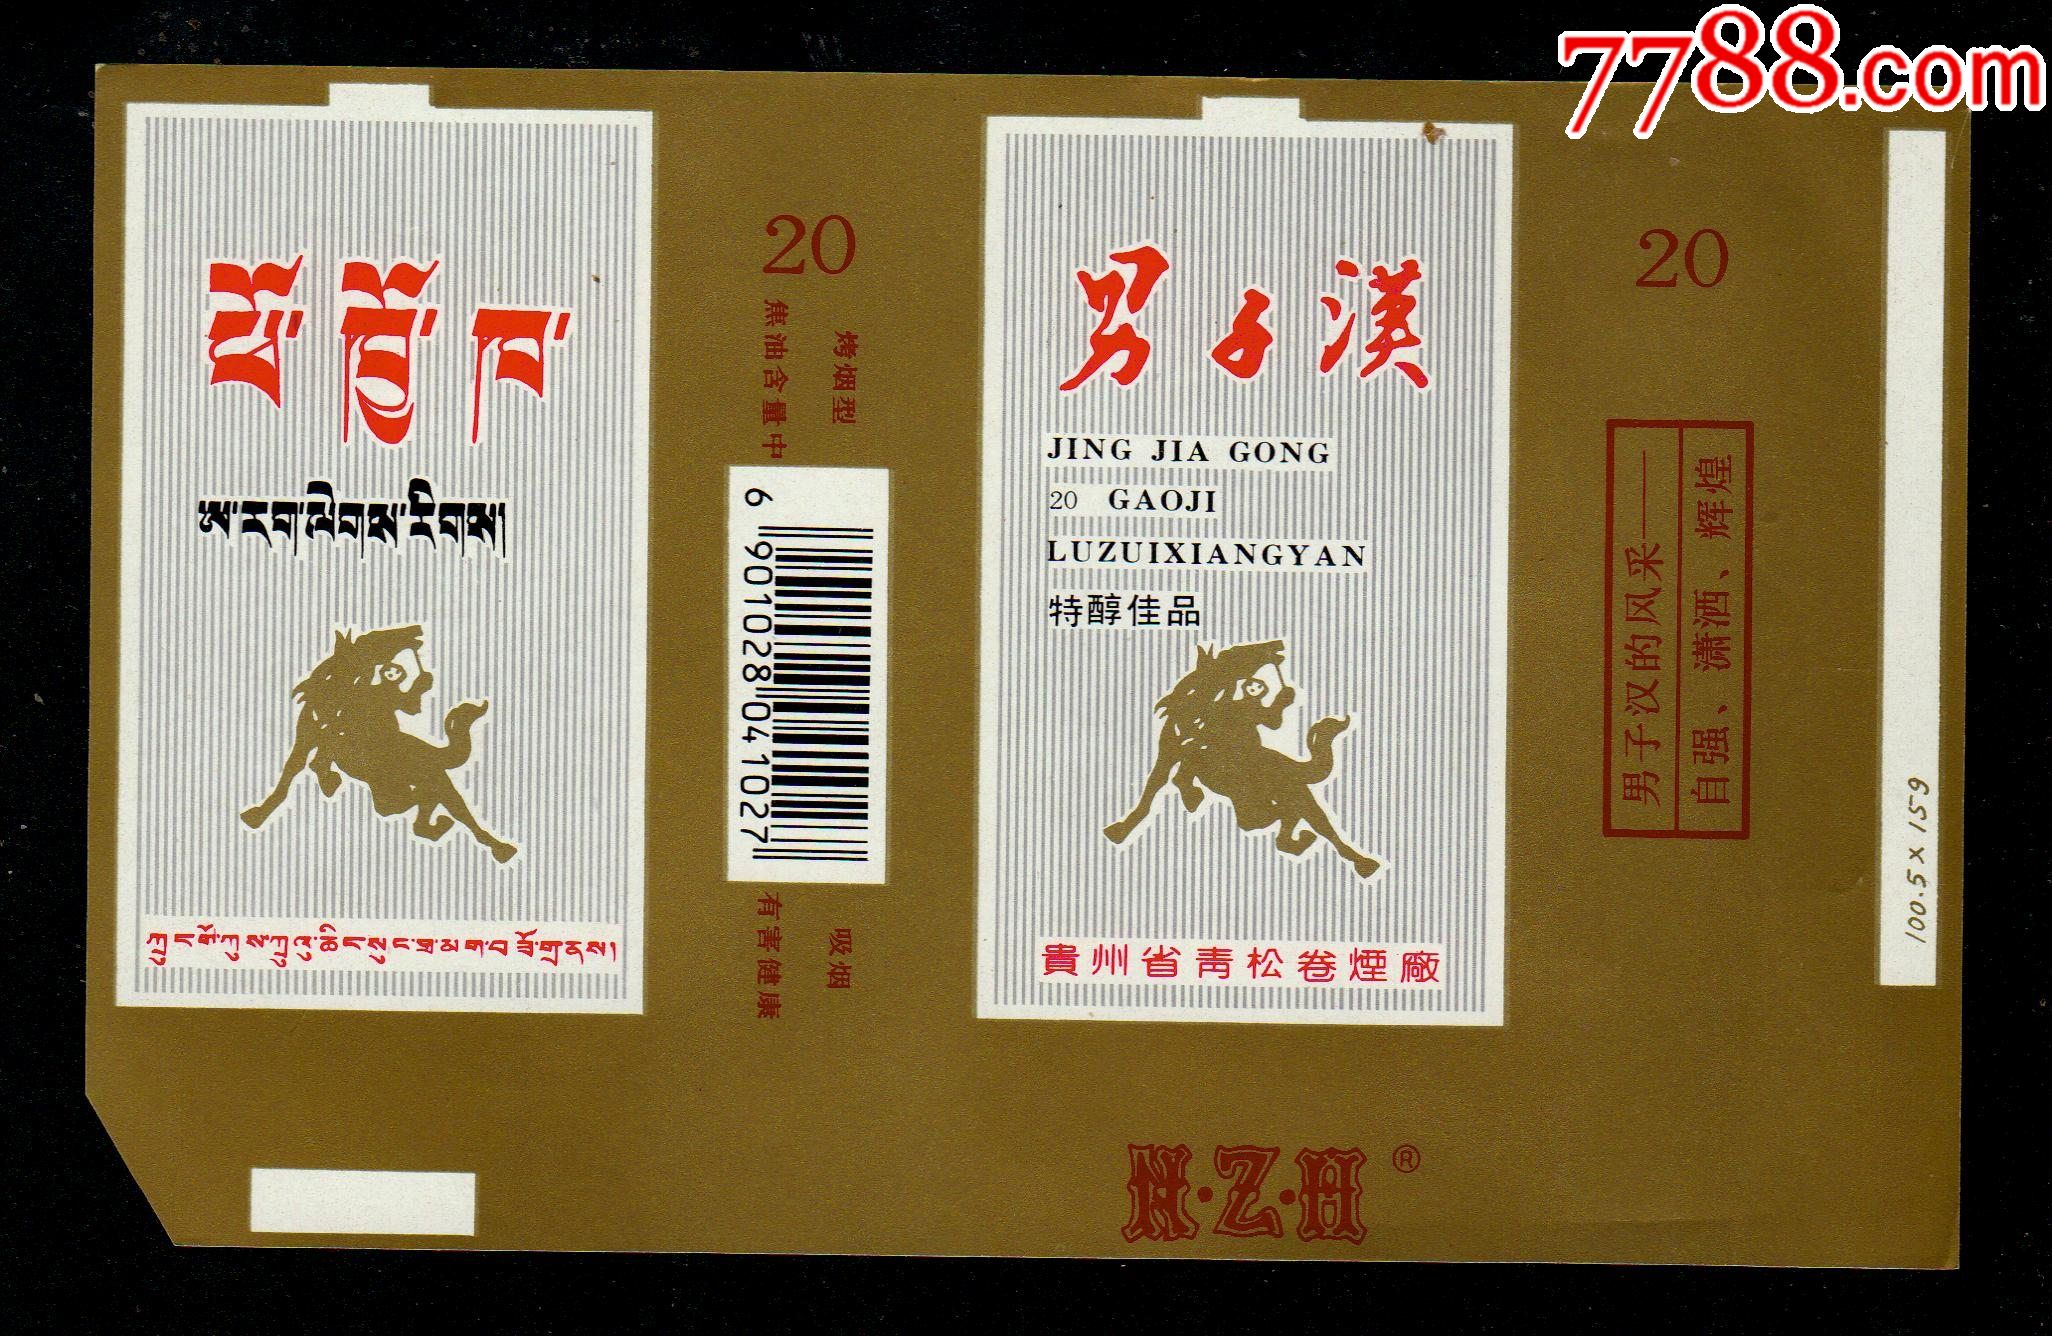 7788.com
20
焦油含量中
烤烟型
6 901028 041027
有害健康
吸烟
男子漢
JING JIA GONG
20 GAOJI
LUZUIXIANGYAN
特醇佳品
貴州省青松卷煙廠
20
男子汉的风采——
自强、潇洒、辉煌
100.5×159
N·Z·H®